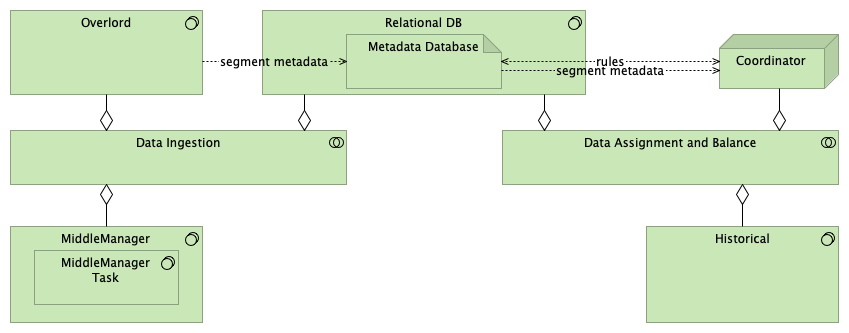 Overlord
Relational DB
Metadata Database
segment metadata
rules
segment metadata
Coordinator
Data Ingestion
Data Assignment and Balance
MiddleManager
MiddleManager
Task
Historical